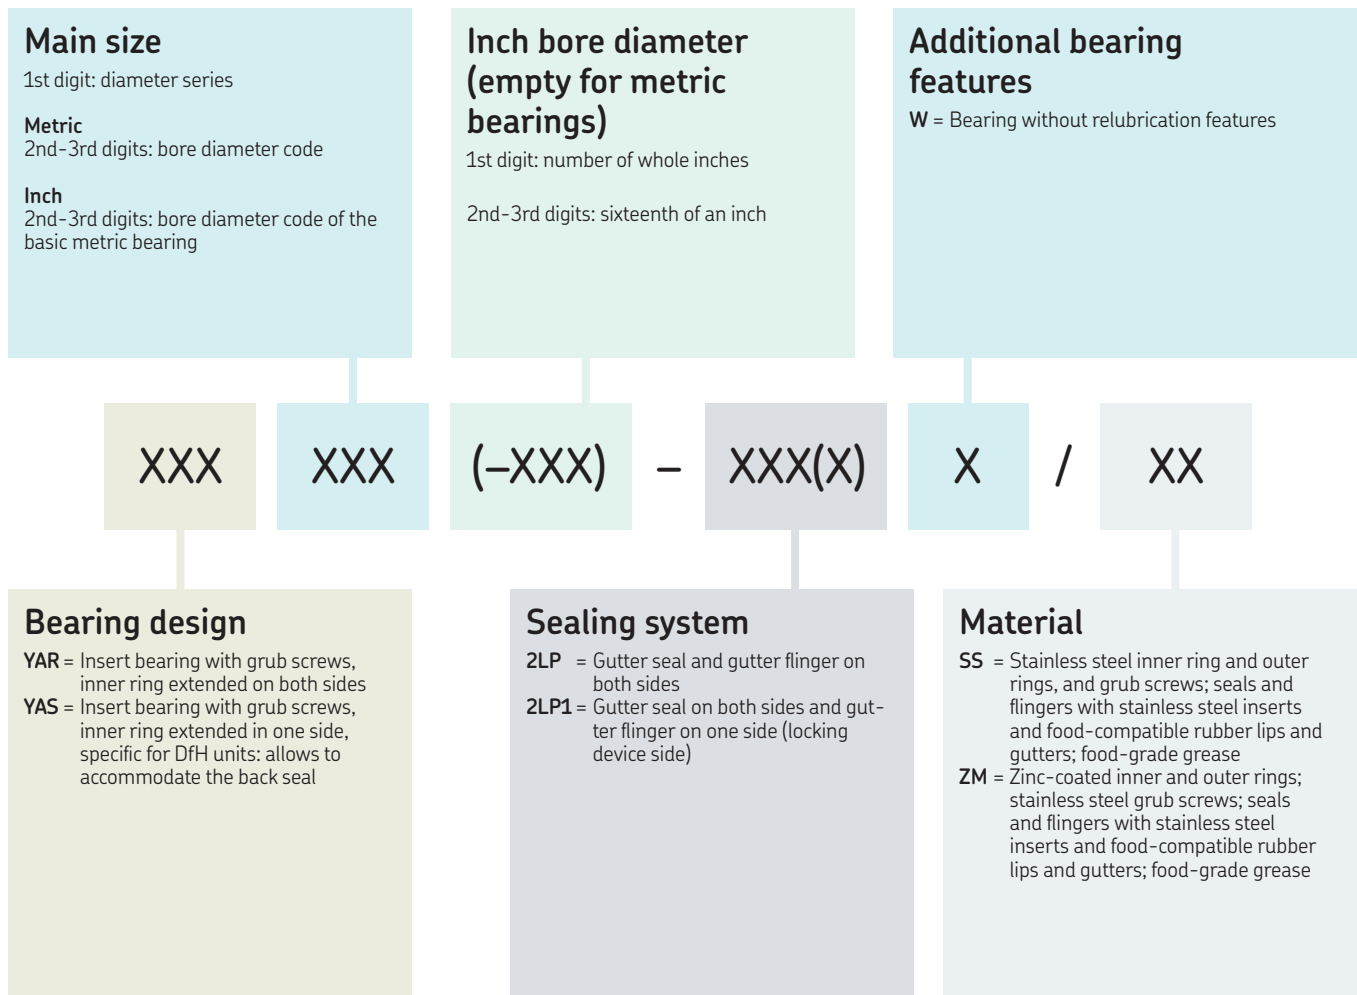 Main size
1st digit: diameter series
Metric
2nd-3rd digits: bore diameter code
Inch
2nd-3rd digits: bore diameter code of the
basic metric bearing
Inch bore diameter
(empty for metric
bearings)
1st digit: number of whole inches
2nd-3rd digits: sixteenth of an inch
Additional bearing
features
W = Bearing without relubrication features
XXX XXX (–XXX) – XXX(X) X / XX
Bearing design
YAR = Insert bearing with grub screws,
inner ring extended on both sides
YAS = Insert bearing with grub screws,
inner ring extended in one side,
specific for DfH units: allows to
accommodate the back seal
Sealing system
2LP = Gutter seal and gutter flinger on
both sides
2LP1 = Gutter seal on both sides and gut-
ter flinger on one side (locking
device side)
Material
SS = Stainless steel inner ring and outer
rings, and grub screws; seals and
flingers with stainless steel inserts
and food-compatible rubber lips and
gutters; food-grade grease
ZM = Zinc-coated inner and outer rings;
stainless steel grub screws; seals
and flingers with stainless steel
inserts and food-compatible rubber
lips and gutters; food-grade grease